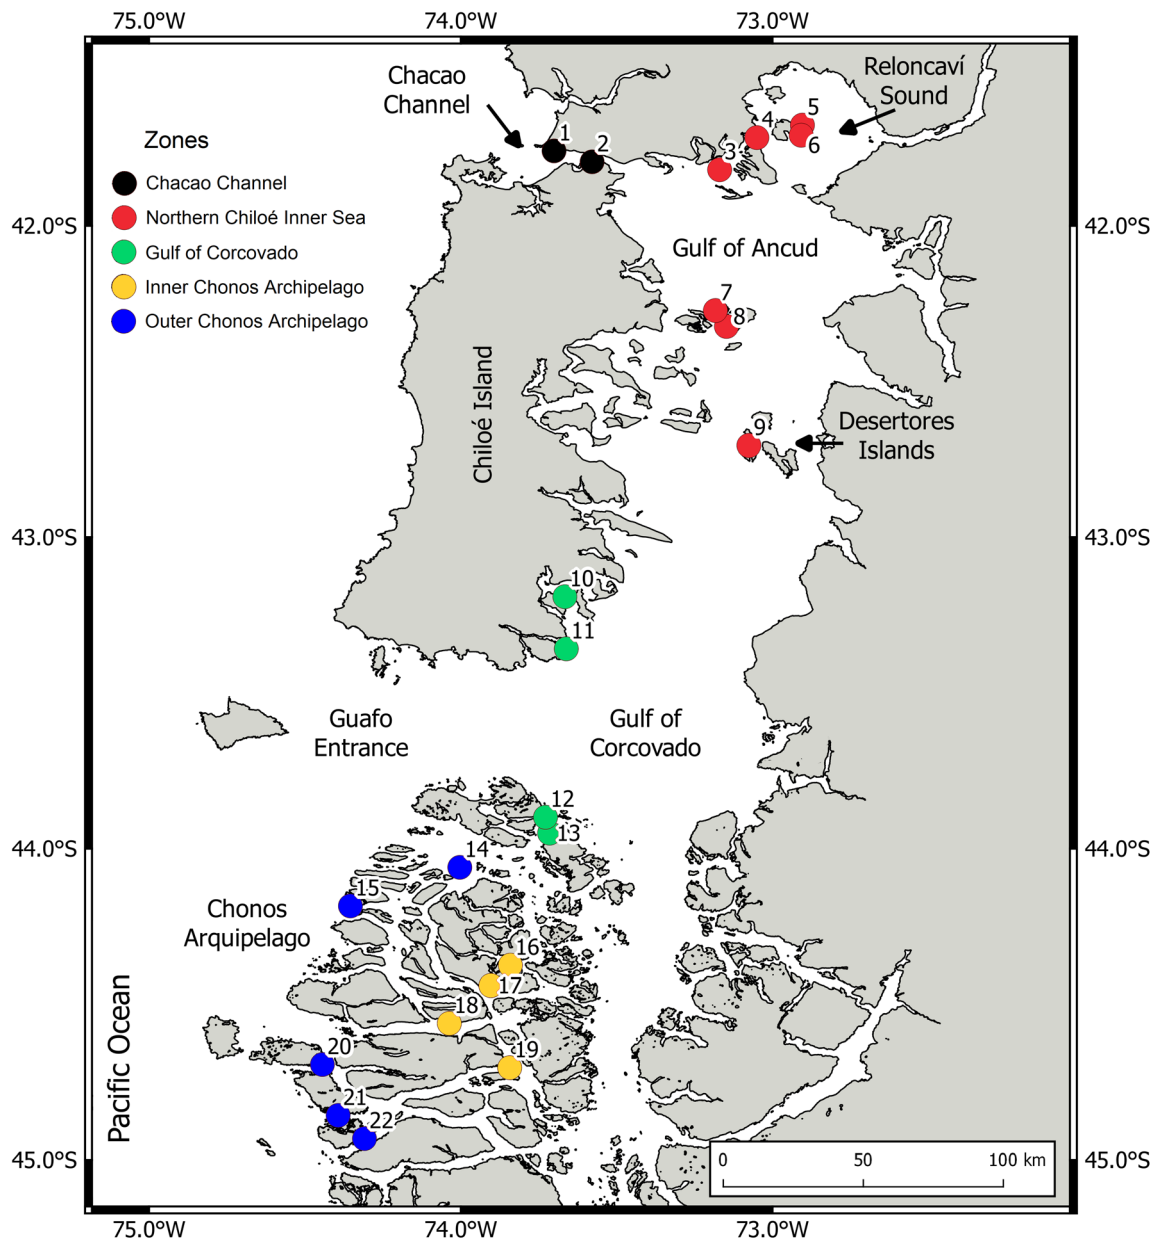 75.0°W 74.0°W 73.0°W
Chacao
Channel
Reloncaví
Sound
Zones
Chacao Channel
Northern Chiloé Inner Sea
Gulf of Corcovado
Inner Chonos Archipelago
Outer Chonos Archipelago
1
2
3
4
5
6
42.0°S 42.0°S
Gulf of Ancud
7
8
Chiloé Island
9
Desertores
Islands
43.0°S 43.0°S
10
11
Guafo
Entrance
Gulf of
Corcovado
12
13
44.0°S 44.0°S
14
15
Chonos
Arquipelago
16
17
18
19
20
21
22
Pacific Ocean
45.0°S 45.0°S
0 50 100 km
75.0°W 74.0°W 73.0°W